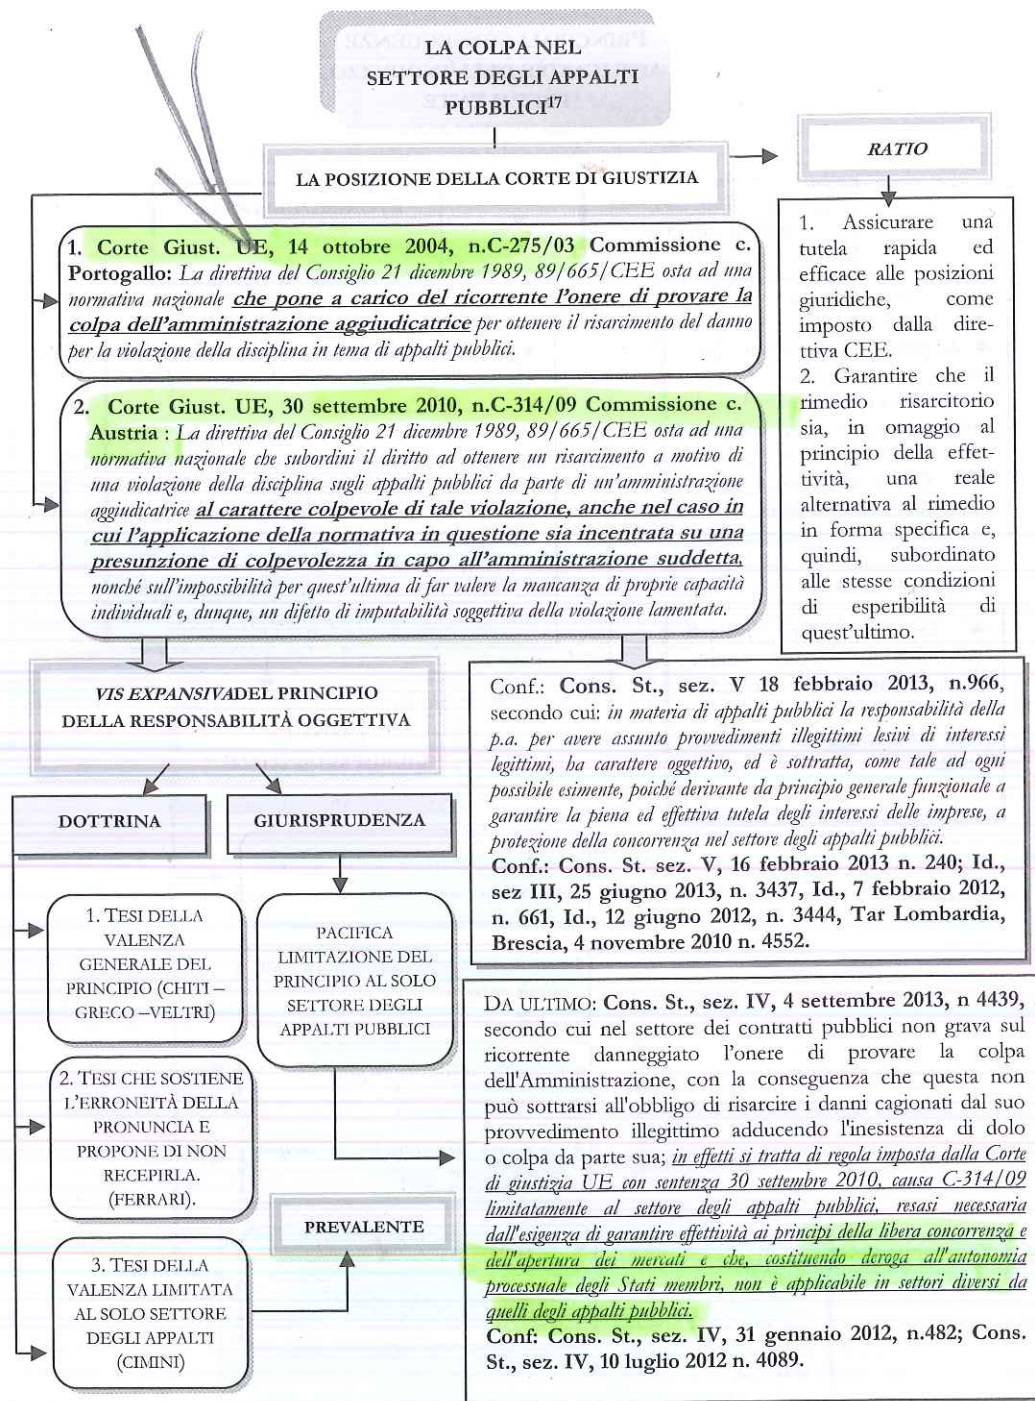 LA COLPA NEL
SETTORE DEGLI APPALTI
PUBBLICI17
LA POSIZIONE DELLA CORTE DI GIUSTIZIA
1. Corte Giust. UE, 14 ottobre 2004, n.C-275/03 Commissione c.
Portogallo: La direttiva del Consiglio 21 dicembre 1989, 89/665/CEE osta ad una
normativa nazionale che pone a carico del ricorrente l'onere di provare la
colpa dell'amministrazione aggiudicatrice per ottenere il risarcimento del danno
per la violazione della disciplina in tema di appalti pubblici.
2. Corte Giust. UE, 30 settembre 2010, n.C-314/09 Commissione c.
Austria : La direttiva del Consiglio 21 dicembre 1989, 89/665/CEE osta ad una
normativa nazionale che subordini il diritto ad ottenere un risarcimento a motivo di
una violazione della disciplina sugli appalti pubblici da parte di un'amministrazione
aggiudicatrice al carattere colpevole di tale violazione, anche nel caso in
cui l'applicazione della normativa in questione sia incentrata su una
presunzione di colpevolezza in capo all'amministrazione suddetta,
nonché sull'impossibilità per quest'ultima di far valere la mancanza di proprie capacità
individuali e, dunque, un difetto di imputabilità soggettiva della violazione lamentata.
RATIO
1. Assicurare una
tutela rapida ed
efficace alle posizioni
giuridiche, come
imposto dalla dire-
ttiva CEE.
2. Garantire che il
rimedio risarcitorio
sia, in omaggio al
principio della effet-
tività, una reale
alternativa al rimedio
in forma specifica e,
quindi, subordinato
alle stesse condizioni
di esperibilità di
quest'ultimo.
VIS EXPANSIVADEL PRINCIPIO
DELLA RESPONSABILITÀ OGGETTIVA
DOTTRINA
GIURISPRUDENZA
1. TESI DELLA
VALENZA
GENERALE DEL
PRINCIPIO (CHITI –
GRECO –VELTRI)
2. TESI CHE SOSTIENE
L'ERRONEITÀ DELLA
PRONUNCIA E
PROPONE DI NON
RECEPIRLA.
(FERRARI).
3. TESI DELLA
VALENZA LIMITATA
AL SOLO SETTORE
DEGLI APPALTI
(CIMINI)
PACIFICA
LIMITAZIONE DEL
PRINCIPIO AL SOLO
SETTORE DEGLI
APPALTI PUBBLICI
PREVALENTE
Conf.: Cons. St., sez. V 18 febbraio 2013, n.966,
secondo cui: in materia di appalti pubblici la responsabilità della
p.a. per avere assunto provvedimenti illegittimi lesivi di interessi
legittimi, ha carattere oggettivo, ed è sottratta, come tale ad ogni
possibile esimente, poiché derivante da principio generale funzionale a
garantire la piena ed effettiva tutela degli interessi delle imprese, a
protezione della concorrenza nel settore degli appalti pubblici.
Conf.: Cons. St. sez. V, 16 febbraio 2013 n. 240; Id.,
sez III, 25 giugno 2013, n. 3437, Id., 7 febbraio 2012,
n. 661, Id., 12 giugno 2012, n. 3444, Tar Lombardia,
Brescia, 4 novembre 2010 n. 4552.
DA ULTIMO: Cons. St., sez. IV, 4 settembre 2013, n 4439,
secondo cui nel settore dei contratti pubblici non grava sul
ricorrente danneggiato l'onere di provare la colpa
dell'Amministrazione, con la conseguenza che questa non
può sottrarsi all'obbligo di risarcire i danni cagionati dal suo
provvedimento illegittimo adducendo l'inesistenza di dolo
o colpa da parte sua; in effetti si tratta di regola imposta dalla Corte
di giustizia UE con sentenza 30 settembre 2010, causa C-314/09
limitatamente al settore degli appalti pubblici, resasi necessaria
dall'esigenza di garantire effettività ai principi della libera concorrenza e
dell'apertura dei mercati e che, costituendo deroga all'autonomia
processuale degli Stati membri, non è applicabile in settori diversi da
quelli degli appalti pubblici.
Conf: Cons. St., sez. IV, 31 gennaio 2012, n.482; Cons.
St., sez. IV, 10 luglio 2012 n. 4089.